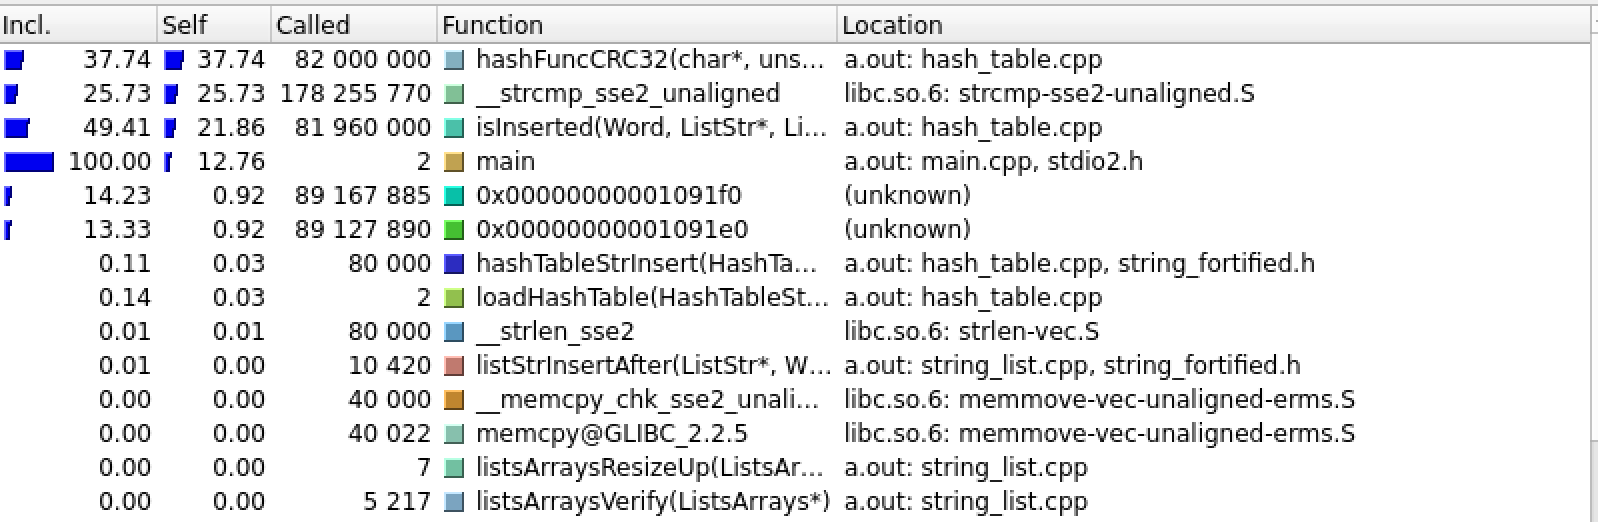 Incl. Self Called Function Location
37.74 37.74 82 000 000 hashFuncCRC32(char*, uns... a.out: hash_table.cpp
25.73 25.73 178 255 770 __strcmp_sse2_unaligned libc.so.6: strcmp-sse2-unaligned.S
49.41 21.86 81 960 000 isInserted(Word, ListStr*, Li... a.out: hash_table.cpp
100.00 12.76 2 main a.out: main.cpp, stdio2.h
14.23 0.92 89 167 885 0x00000000001091f0 (unknown)
13.33 0.92 89 127 890 0x00000000001091e0 (unknown)
0.11 0.03 80 000 hashTableStrInsert(HashTa... a.out: hash_table.cpp, string_fortified.h
0.14 0.03 2 loadHashTable(HashTableSt... a.out: hash_table.cpp
0.01 0.01 80 000 __strlen_sse2 libc.so.6: strlen-vec.S
0.01 0.00 10 420 listStrInsertAfter(ListStr*, W... a.out: string_list.cpp, string_fortified.h
0.00 0.00 40 000 __memcpy_chk_sse2_unali... libc.so.6: memmove-vec-unaligned-erms.S
0.00 0.00 40 022 memcpy@GLIBC_2.2.5 libc.so.6: memmove-vec-unaligned-erms.S
0.00 0.00 7 listsArraysResizeUp(ListsAr... a.out: string_list.cpp
0.00 0.00 5 217 listsArraysVerify(ListsArrays*) a.out: string_list.cpp